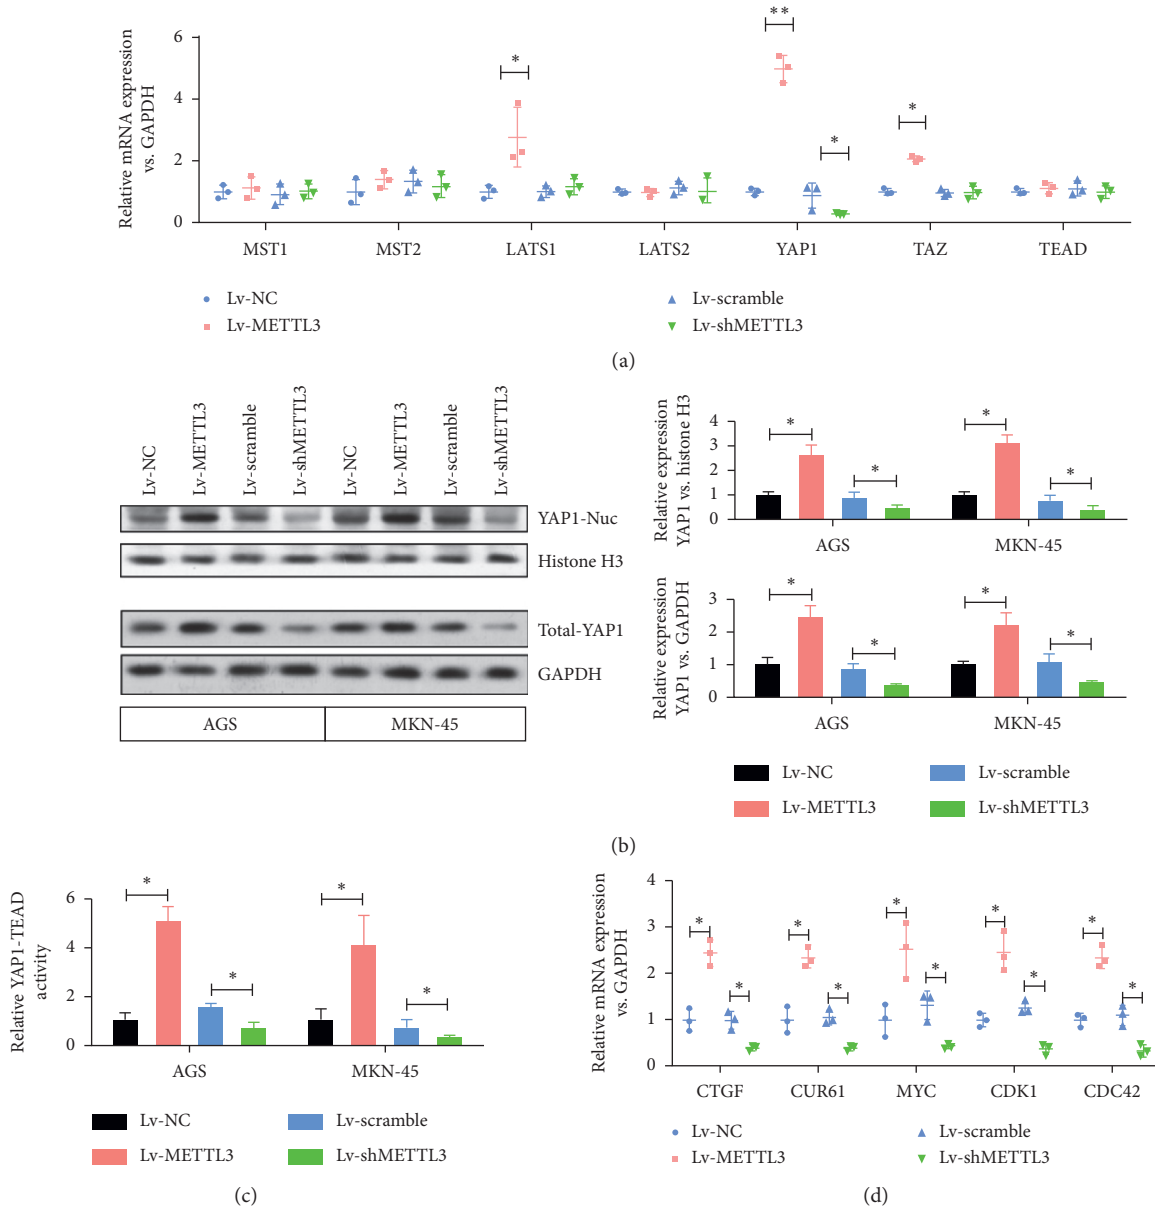 Relative mRNA expression
vs. GAPDH
6
4
2
0
*
**
*
*
MST1 MST2 LATS1 LATS2 YAP1 TAZ TEAD
Lv-NC
Lv-METTL3
Lv-scramble
Lv-shMETTL3
(a)
Lv-NC
Lv-METTL3
Lv-scramble
Lv-shMETTL3
Lv-NC
Lv-METTL3
Lv-scramble
Lv-shMETTL3
YAP1-Nuc
Histone H3
Total-YAP1
GAPDH
AGS MKN-45
Relative expression
YAP1 vs. histone H3
4
3
2
1
0
*
*
*
*
AGS MKN-45
Relative expression
YAP1 vs. GAPDH
3
2
1
0
*
*
*
*
AGS MKN-45
Lv-NC
Lv-METTL3
Lv-scramble
Lv-shMETTL3
(b)
Relative YAP1-TEAD
activity
6
4
2
0
*
*
*
*
AGS MKN-45
Lv-NC
Lv-METTL3
Lv-scramble
Lv-shMETTL3
(c)
Relative mRNA expression
vs. GAPDH
4
3
2
1
0
*
*
*
*
*
*
*
*
*
*
CTGF CUR61 MYC CDK1 CDC42
Lv-NC
Lv-METTL3
Lv-scramble
Lv-shMETTL3
(d)